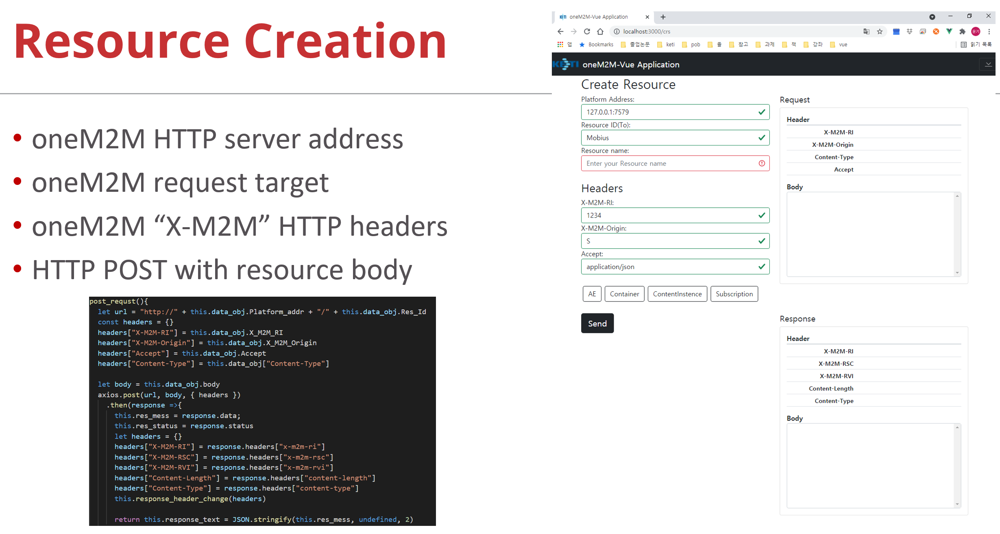 Resource Creation
• oneM2M HTTP server address
• oneM2M request target
• oneM2M “X-M2M” HTTP headers
• HTTP POST with resource body
post_requst(){
let url = "http://" + this.data_obj.Platform_addr + "/" + this.data_obj.Res_Id
const headers = {}
headers["X-M2M-RI"] = this.data_obj.X_M2M_RI
headers["X-M2M-Origin"] = this.data_obj.X_M2M_Origin
headers["Accept"] = this.data_obj.Accept
headers["Content-Type"] = this.data_obj["Content-Type"]
let body = this.data_obj.body
axios.post(url, body, { headers })
.then(response =>{
this.res_mess = response.data;
this.res_status = response.status
let headers = {}
headers["X-M2M-RI"] = response.headers["x-m2m-ri"]
headers["X-M2M-RSC"] = response.headers["x-m2m-rsc"]
headers["X-M2M-RVI"] = response.headers["x-m2m-rvi"]
headers["Content-Length"] = response.headers["content-length"]
headers["Content-Type"] = response.headers["content-type"]
this.response_header_change(headers)
return this.response_text = JSON.stringify(this.res_mess, undefined, 2)
KETI oneM2M-Vue Application
localhost:3000/crs
윤기
앱 Bookmarks 졸업논문 keti pob 율 참고 과제 책 강좌 vue 읽기 목록
KETI oneM2M-Vue Application
Create Resource
Platform Address:
127.0.0.1:7579
Resource ID(To):
Mobius
Resource name:
Enter your Resource name
Headers
X-M2M-RI:
1234
X-M2M-Origin:
S
Accept:
application/json
AE Container ContentInstence Subscription
Send
Request
Header
X-M2M-RI
X-M2M-Origin
Content-Type
Accept
Body
Response
Header
X-M2M-RI
X-M2M-RSC
X-M2M-RVI
Content-Length
Content-Type
Body